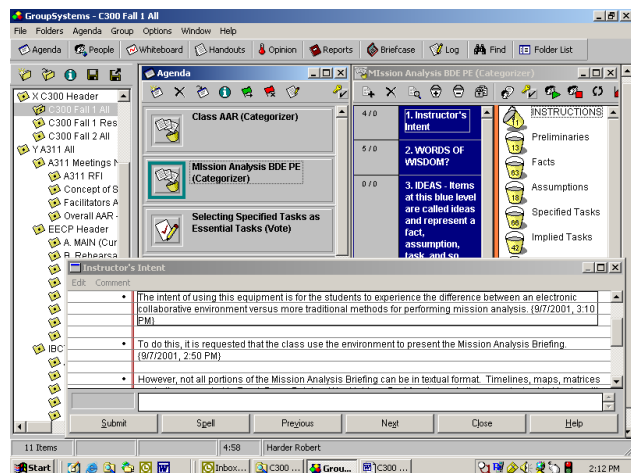 GroupSystems - C300 Fall 1 All
File Folders Agenda Group Options Window Help
Agenda People Whiteboard Handouts Opinion Reports Briefcase Log Find Folder List
X C300 Header
C300 Fall 1 All
C300 Fall 1 Res
C300 Fall 2 All
Y A311 All
A311 Meetings
A311 RFI
Concept of S
Facilitators A
Overall AAR -
EECP Header
A. MAIN (Cur
B. Rehearsa
IBC
Agenda
Class AAR (Categorizer)
MIssion Analysis BDE PE
(Categorizer)
Selecting Specified Tasks as
Essential Tasks (Vote)
MIssion Analysis BDE PE (Categorizer)
4 / 0
1. Instructor's
Intent
5 / 0
2. WORDS OF
WISDOM?
0 / 0
3. IDEAS - Items
at this blue level
are called ideas
and represent a
fact,
assumption,
task, and so
11
INSTRUCTIONS
13
Preliminaries
63
Facts
18
Assumptions
66
Specified Tasks
42
Implied Tasks
Instructor's Intent
Edit Comment
• The intent of using this equipment is for the students to experience the difference between an electronic
collaborative environment versus more traditional methods for performing mission analysis. {9/7/2001, 3:10
PM}
• To do this, it is requested that the class use the environment to present the Mission Analysis Briefing.
{9/7/2001, 2:50 PM}
• However, not all portions of the Mission Analysis Briefing can be in textual format. Timelines, maps, matrices
Submit Spell Previous Next Close Help
11 Items 4:58 Harder Robert
Start Inbox... C300 ... Grou... C300 ... 2:12 PM